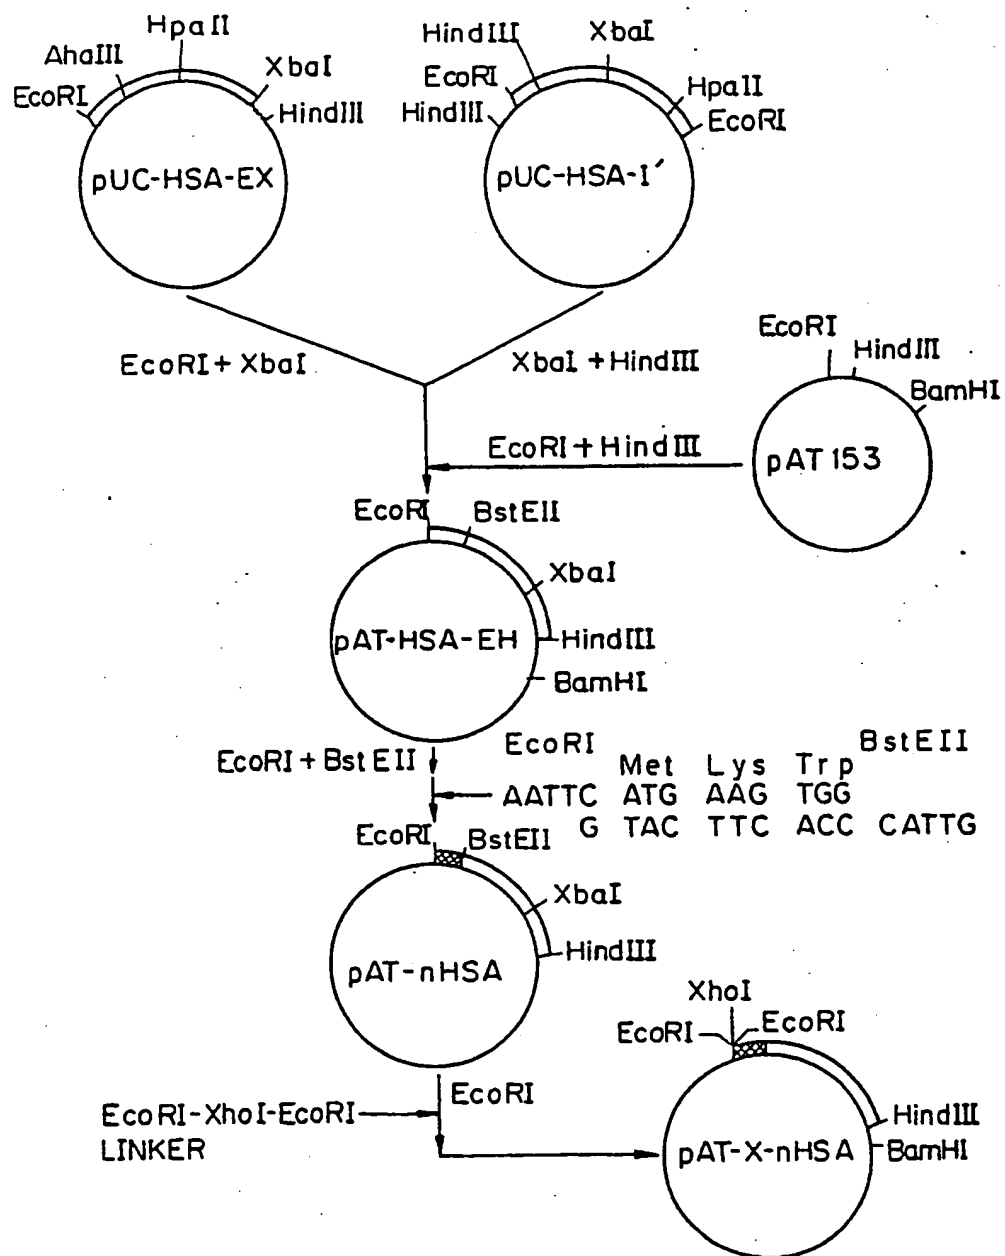 HpaII
AhaIII
XbaI
EcoRI
HindIII
pUC-HSA-EX
HindIII
XbaI
EcoRI
HpaII
HindIII
EcoRI
pUC-HSA-I′
EcoRI + XbaI
XbaI + HindIII
EcoRI
HindIII
BamHI
EcoRI + HindIII
pAT 153
EcoRI
BstEII
XbaI
pAT-HSA-EH
HindIII
BamHI
EcoRI + BstEII
EcoRI
BstEII
Met Lys Trp
AATTC ATG AAG TGG
G TAC TTC ACC CATTG
EcoRI
BstEII
XbaI
HindIII
pAT-nHSA
XhoI
EcoRI
EcoRI
EcoRI
EcoRI-XhoI-EcoRI
LINKER
HindIII
BamHI
pAT-X-nHSA